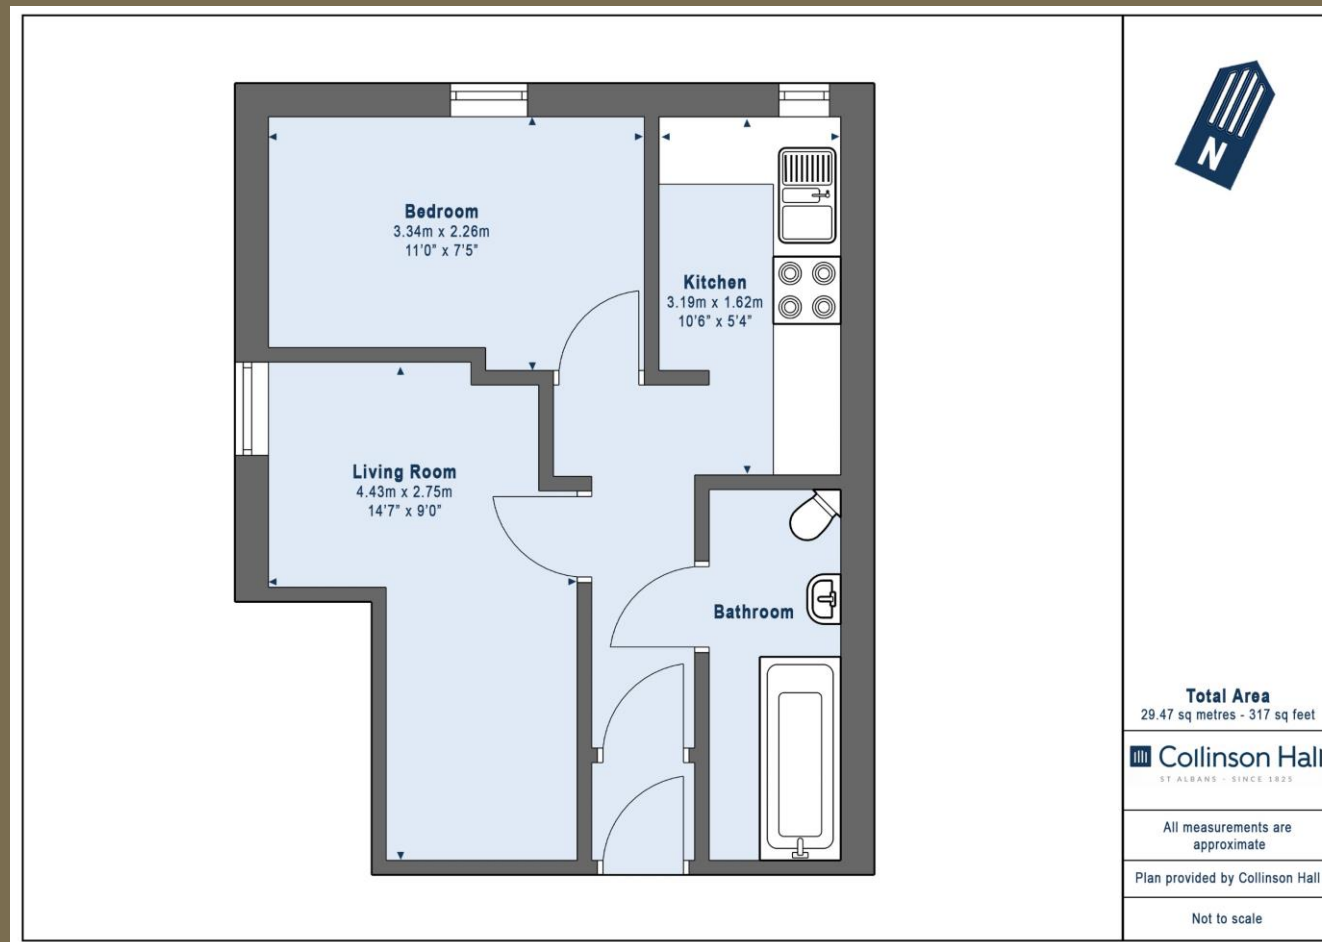 N
Bedroom
3.34m x 2.26m
11'0" x 7'5"
Kitchen
3.19m x 1.62m
10'6" x 5'4"
Living Room
4.43m x 2.75m
14'7" x 9'0"
Bathroom
Total Area
29.47 sq metres - 317 sq feet
Collinson Hall
ST ALBANS - SINCE 1825
All measurements are
approximate
Plan provided by Collinson Hall
Not to scale